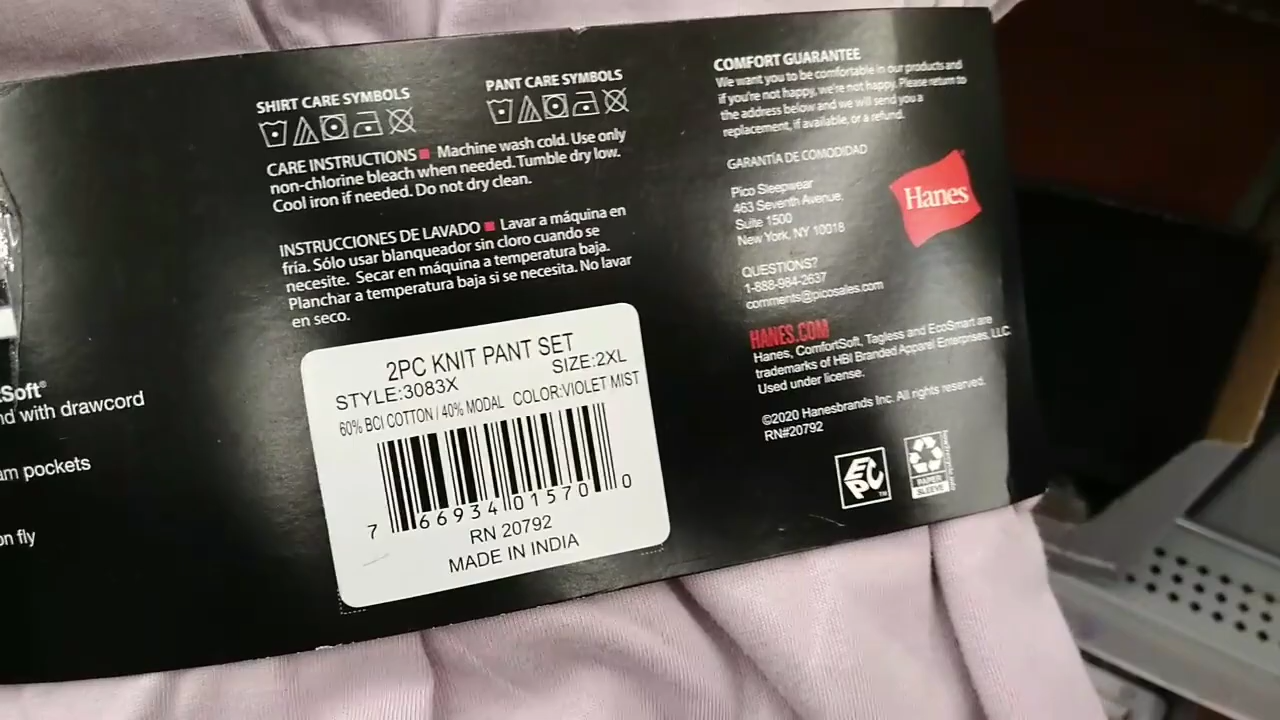 Soft®
nd with drawcord
am pockets
on fly
SHIRT CARE SYMBOLS
PANT CARE SYMBOLS
CARE INSTRUCTIONS ■ Machine wash cold. Use only
non-chlorine bleach when needed. Tumble dry low.
Cool iron if needed. Do not dry clean.
INSTRUCCIONES DE LAVADO ■ Lavar a máquina en
fría. Sólo usar blanqueador sin cloro cuando se
necesite. Secar en máquina a temperatura baja.
Planchar a temperatura baja si se necesita. No lavar
en seco.
2PC KNIT PANT SET
STYLE:3083X SIZE:2XL
60% BCI COTTON / 40% MODAL COLOR:VIOLET MIST
7 66934 01570 0
RN 20792
MADE IN INDIA
COMFORT GUARANTEE
We want you to be comfortable in our products and
if you're not happy, we're not happy. Please return to
the address below and we will send you a
replacement, if available, or a refund.
GARANTÍA DE COMODIDAD
Pico Sleepwear
463 Seventh Avenue,
Suite 1500
New York, NY 10018
Hanes
QUESTIONS?
1-888-984-2637
comments@picosales.com
HANES.COM
Hanes, ComfortSoft, Tagless and EcoSmart are
trademarks of HBI Branded Apparel Enterprises, LLC.
Used under license.
©2020 Hanesbrands Inc. All rights reserved.
RN#20792
EPC TM
PAPER
SLEEVE